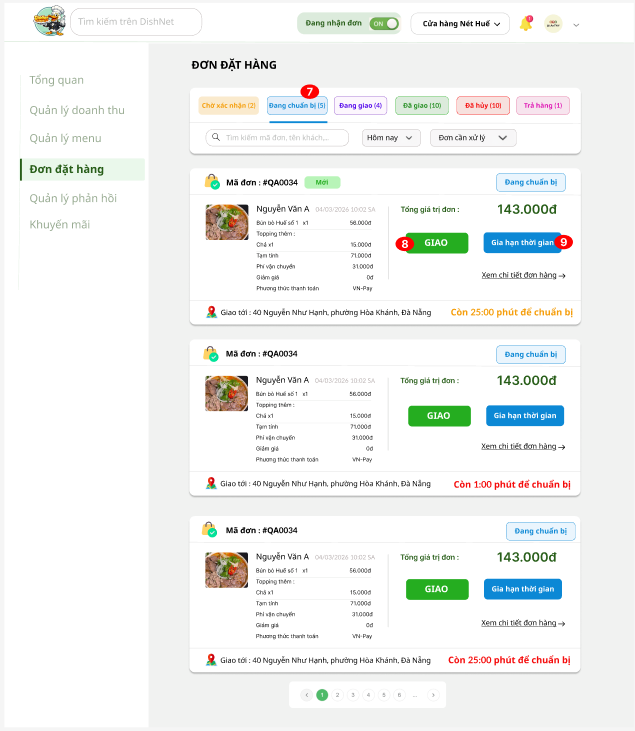 Tìm kiếm trên DishNet
Đang nhận đơn
ON
Cửa hàng Nét Huế
Tổng quan
Quản lý doanh thu
Quản lý menu
Đơn đặt hàng
Quản lý phản hồi
Khuyến mãi
ĐƠN ĐẶT HÀNG
7
Chờ xác nhận (2)
Đang chuẩn bị (5)
Đang giao (4)
Đã giao (10)
Đã hủy (10)
Trả hàng (1)
Tìm kiếm mã đơn, tên khách,...
Hôm nay
Đơn cần xử lý
Mã đơn : #QA0034
Mới
Đang chuẩn bị
Nguyễn Văn A
04/03/2026 10:02 SA
Bún bò Huế số 1 x1
56.000đ
Topping thêm :
Chả x1
15.000đ
Tạm tính
71.000đ
Phí vận chuyển
31.000đ
Giảm giá
0đ
Phương thức thanh toán
VN-Pay
Tổng giá trị đơn :
143.000đ
8
GIAO
Gia hạn thời gian
9
Xem chi tiết đơn hàng
Giao tới : 40 Nguyễn Như Hạnh, phường Hòa Khánh, Đà Nẵng
Còn 25:00 phút để chuẩn bị
Mã đơn : #QA0034
Đang chuẩn bị
Nguyễn Văn A
04/03/2026 10:02 SA
Bún bò Huế số 1 x1
56.000đ
Topping thêm :
Chả x1
15.000đ
Tạm tính
71.000đ
Phí vận chuyển
31.000đ
Giảm giá
0đ
Phương thức thanh toán
VN-Pay
Tổng giá trị đơn :
143.000đ
GIAO
Gia hạn thời gian
Xem chi tiết đơn hàng
Giao tới : 40 Nguyễn Như Hạnh, phường Hòa Khánh, Đà Nẵng
Còn 1:00 phút để chuẩn bị
Mã đơn : #QA0034
Đang chuẩn bị
Nguyễn Văn A
04/03/2026 10:02 SA
Bún bò Huế số 1 x1
56.000đ
Topping thêm :
Chả x1
15.000đ
Tạm tính
71.000đ
Phí vận chuyển
31.000đ
Giảm giá
0đ
Phương thức thanh toán
VN-Pay
Tổng giá trị đơn :
143.000đ
GIAO
Gia hạn thời gian
Xem chi tiết đơn hàng
Giao tới : 40 Nguyễn Như Hạnh, phường Hòa Khánh, Đà Nẵng
Còn 25:00 phút để chuẩn bị
1 2 3 4 5 6 ...